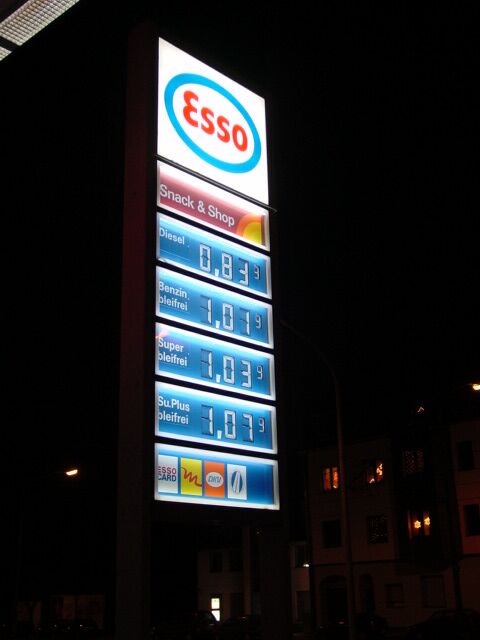 Esso
Snack & Shop
Diesel 0,83 9
Benzin bleifrei 1,01 9
Super bleifrei 1,03 9
Su.Plus bleifrei 1,07 9
ESSO CARD DKV